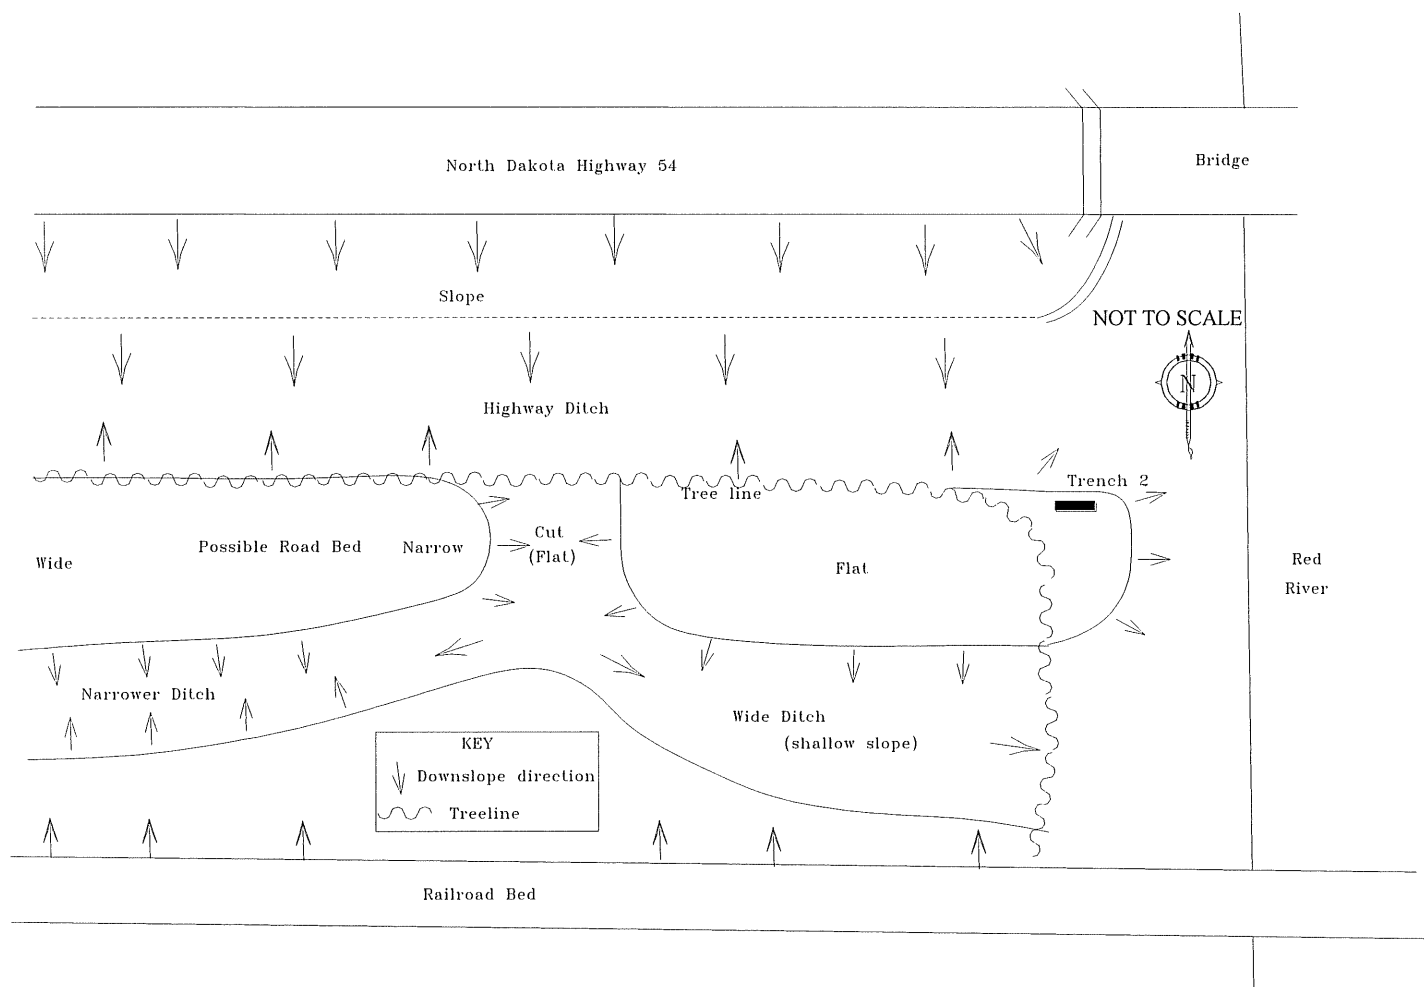 North Dakota Highway 54
Bridge
Slope
NOT TO SCALE
N
Highway Ditch
Trench 2
Tree line
Cut
(Flat)
Possible Road Bed
Narrow
Wide
Flat
Red
River
Narrower Ditch
Wide Ditch
(shallow slope)
KEY
Downslope direction
Treeline
Railroad Bed